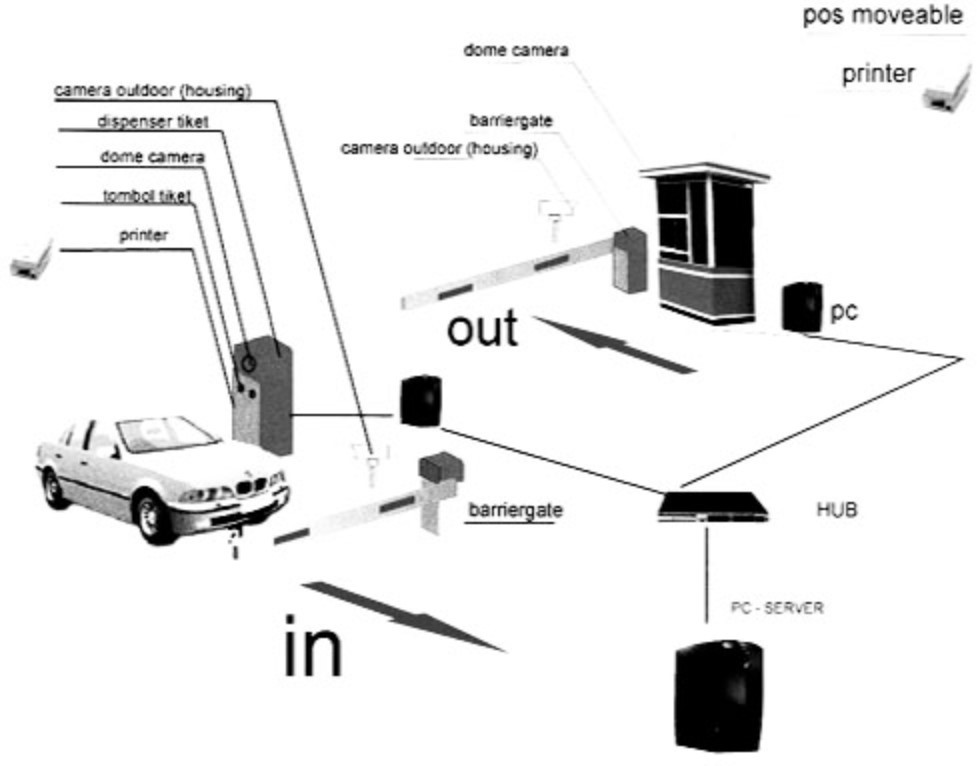 pos moveable
printer
dome camera
barriergate
camera outdoor (housing)
camera outdoor (housing)
dispenser tiket
dome camera
tombol tiket
printer
out
pc
barriergate
HUB
PC - SERVER
in